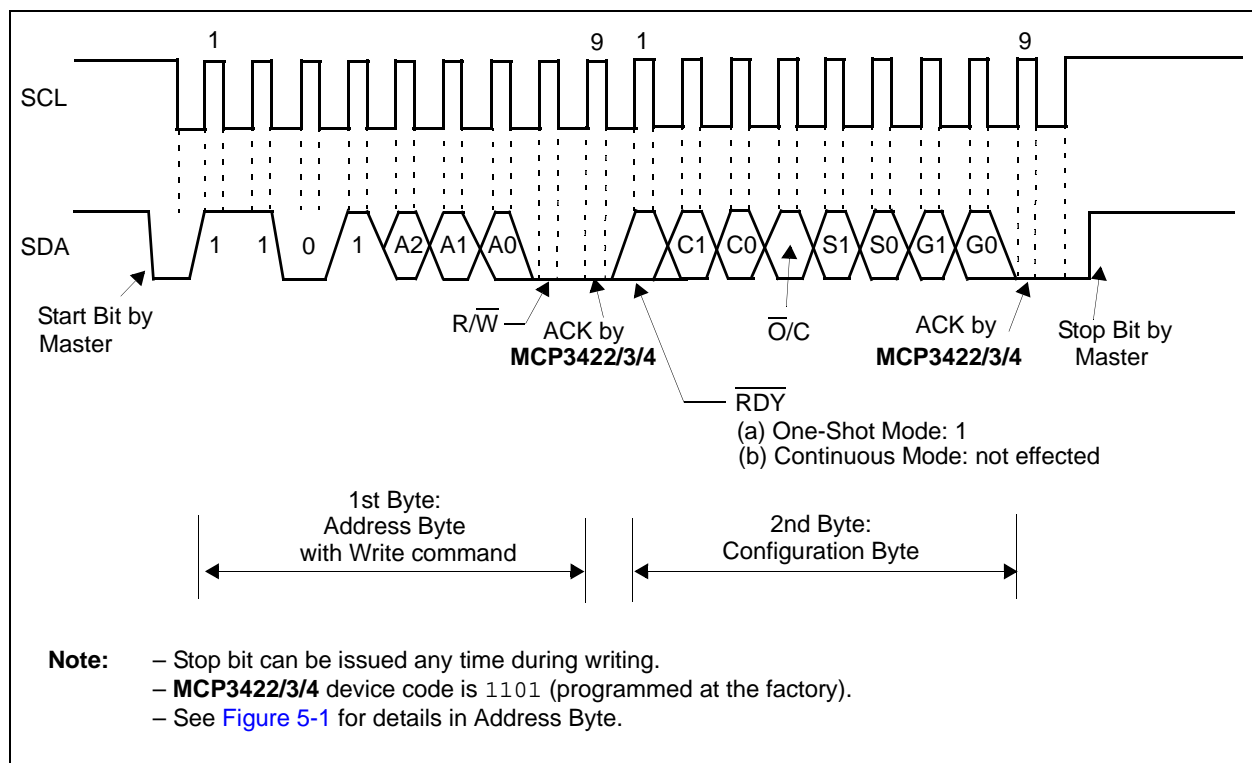 1 9 1 9
SCL
SDA
1 1 0 1 A2 A1 A0 C1 C0 S1 S0 G1 G0
Start Bit by
Master
R/W̅
ACK by
MCP3422/3/4
O̅/C
ACK by
MCP3422/3/4
Stop Bit by
Master
R̅D̅Y̅
(a) One-Shot Mode: 1
(b) Continuous Mode: not effected
1st Byte:
Address Byte
with Write command
2nd Byte:
Configuration Byte
Note: – Stop bit can be issued any time during writing.
– MCP3422/3/4 device code is 1101 (programmed at the factory).
– See Figure 5-1 for details in Address Byte.